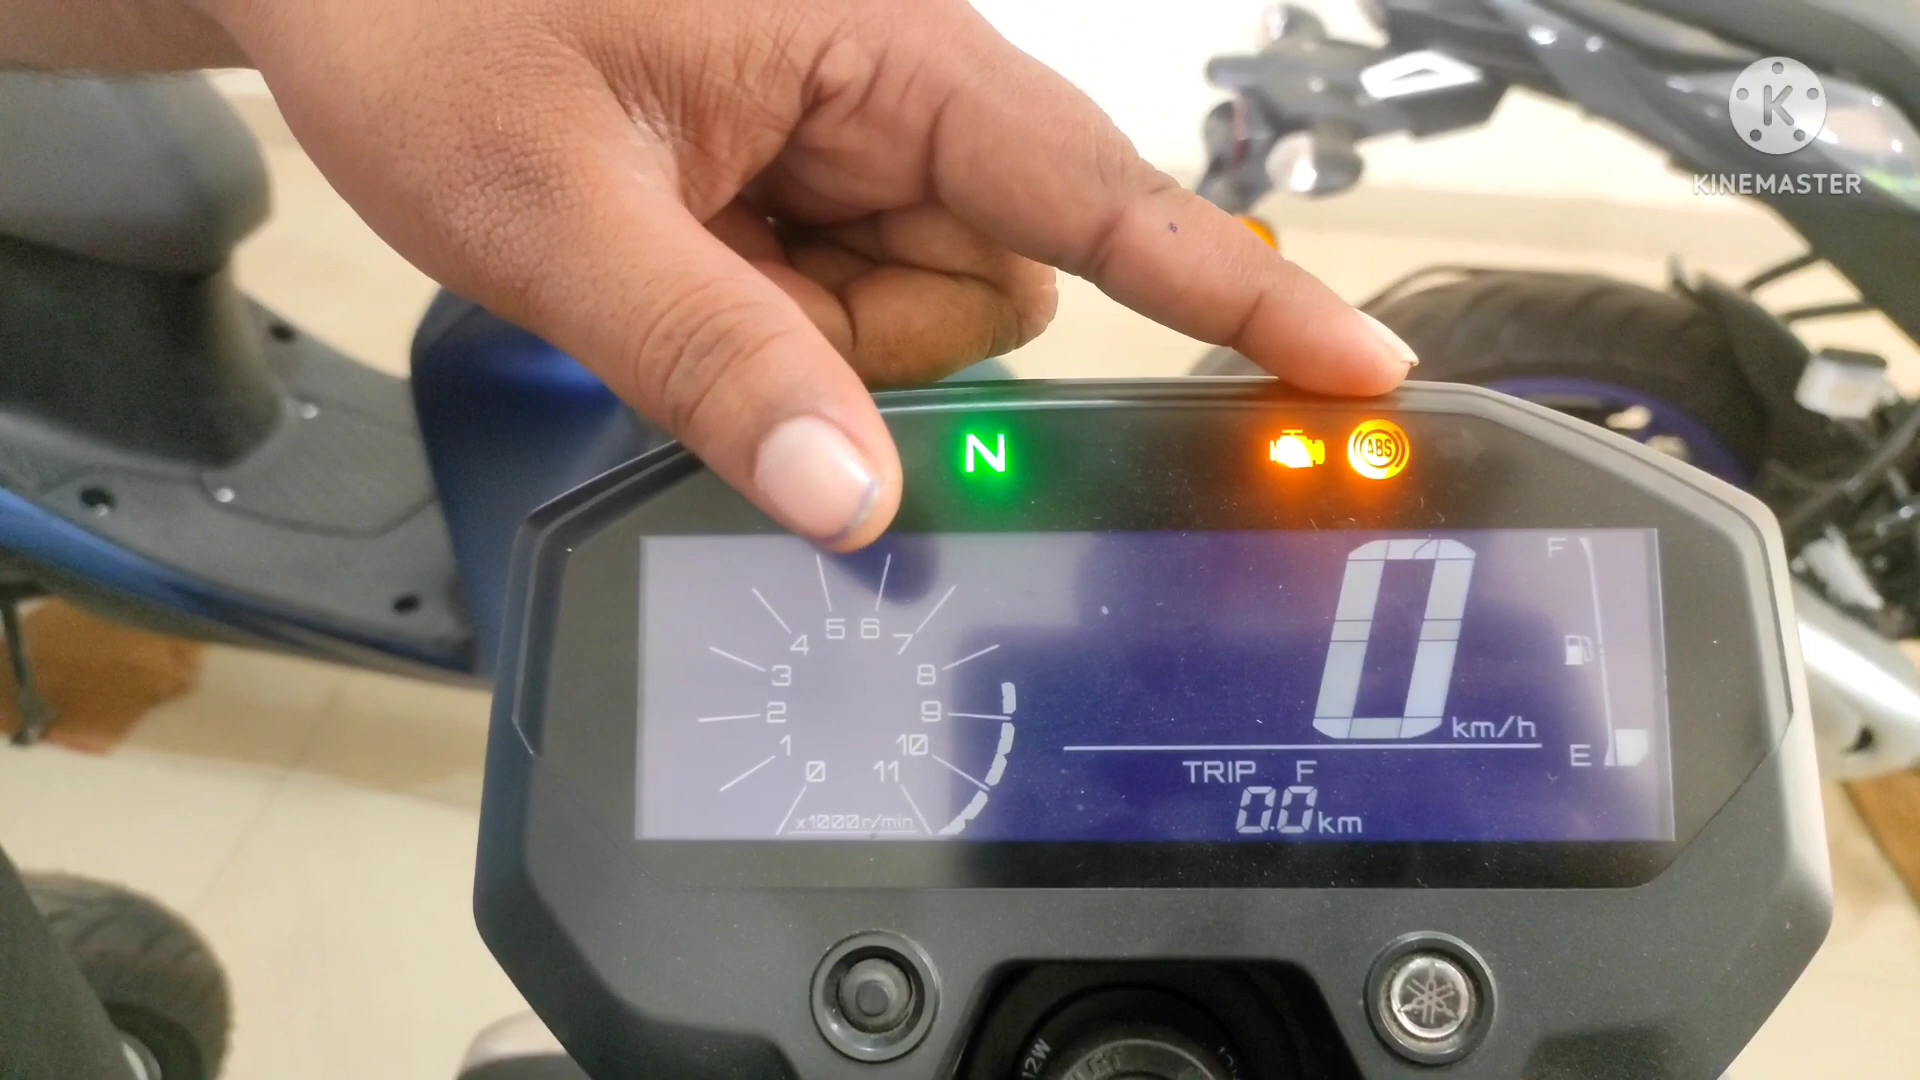 K
KINEMASTER
N
ABS
5 6
4 7
3 8
2 9
1 10
0 11
x1000r/min
0
km/h
F
E
TRIP F
0.0km
12W